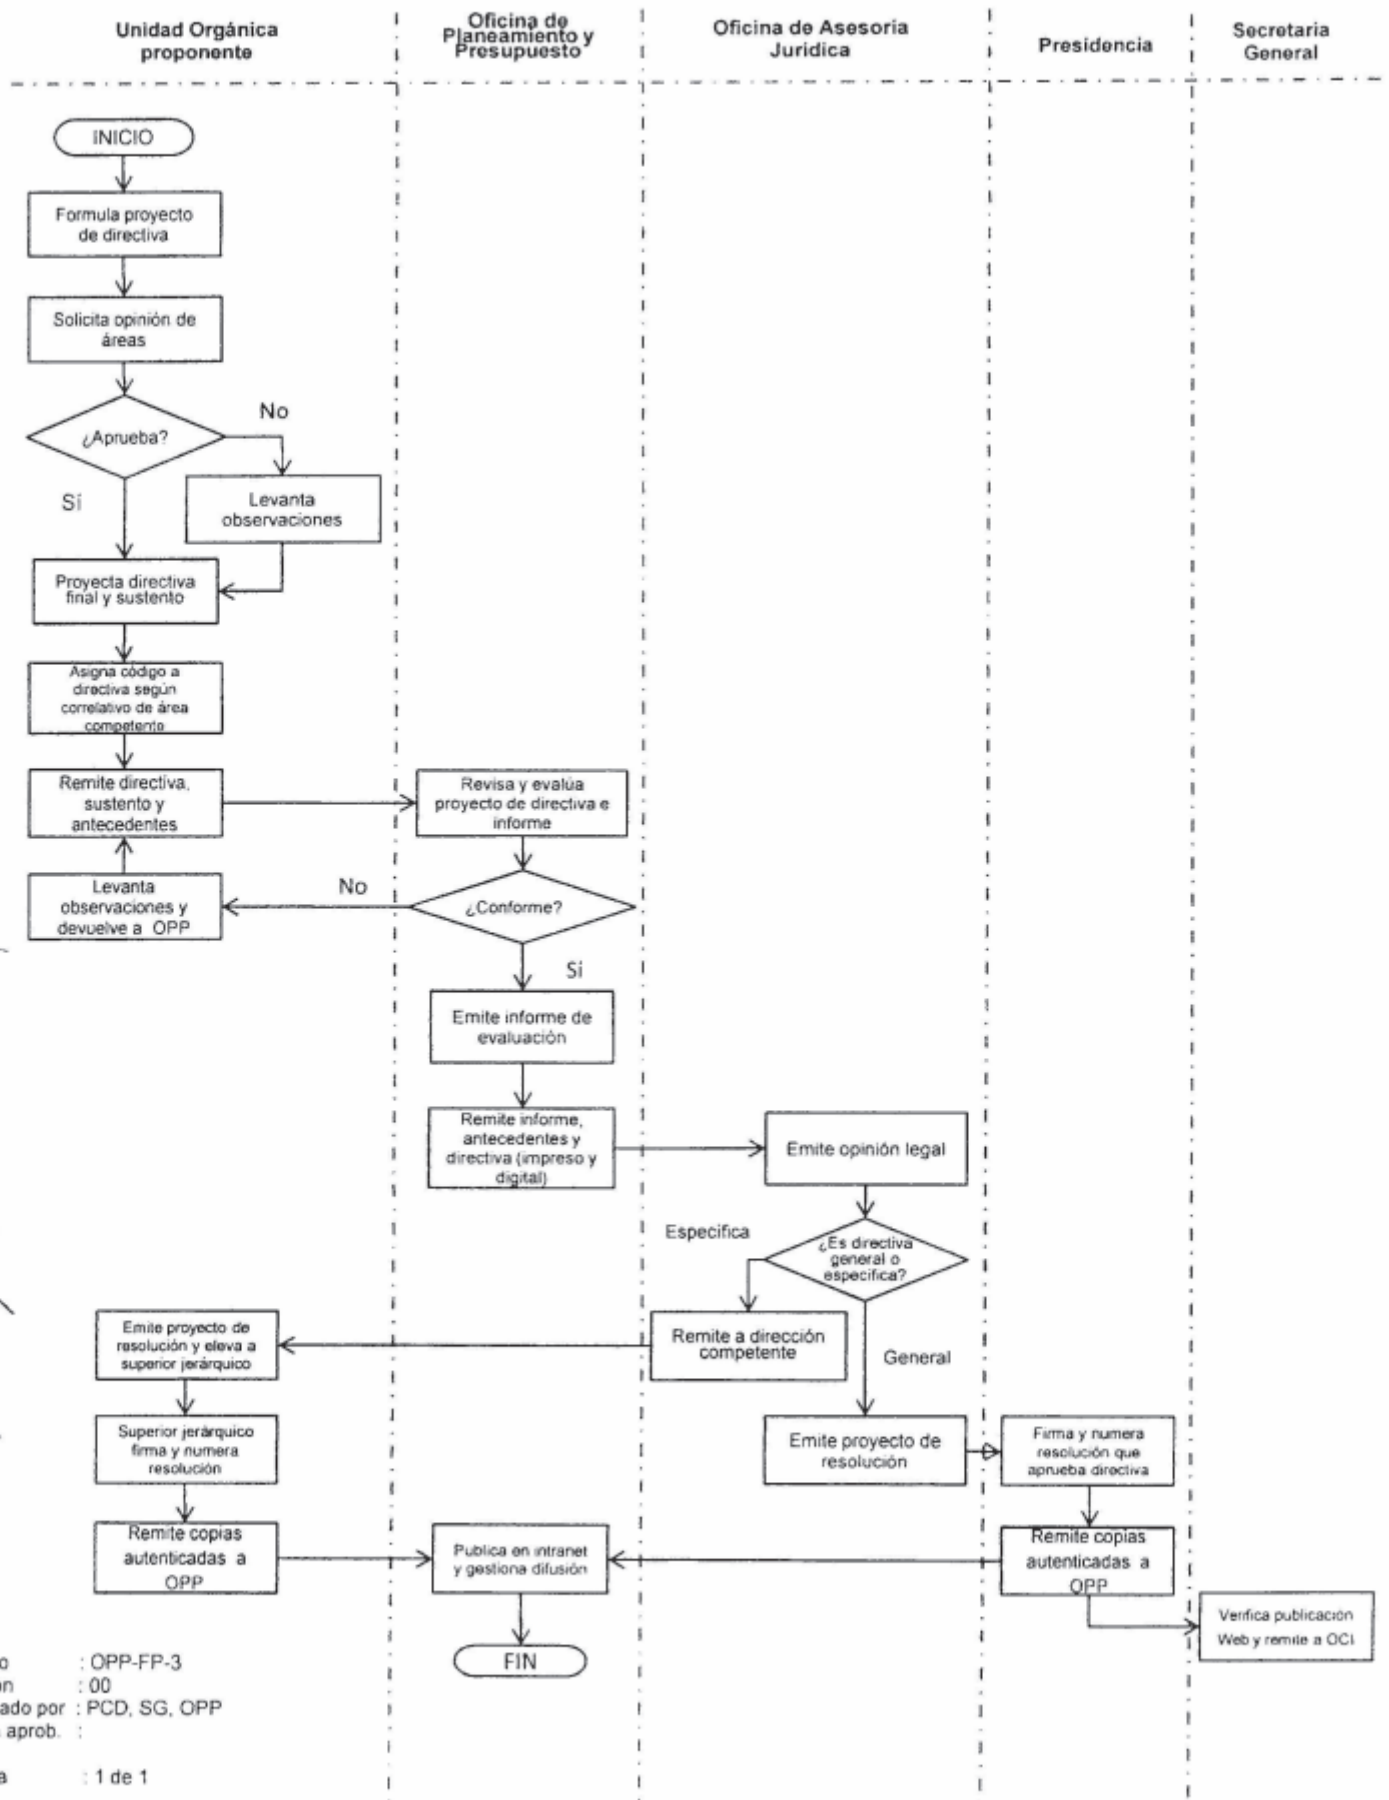 Unidad Orgánica
proponente
Oficina de
Planeamiento y
Presupuesto
Oficina de Asesoria
Juridica
Presidencia
Secretaria
General
INICIO
Formula proyecto
de directiva
Solicita opinión de
áreas
¿Aprueba?
No
Sí
Levanta
observaciones
Proyecta directiva
final y sustento
Asigna código a
directiva según
correlativo de área
competente
Remite directiva,
sustento y
antecedentes
Revisa y evalúa
proyecto de directiva e
informe
Levanta
observaciones y
devuelve a OPP
No
¿Conforme?
Sí
Emite informe de
evaluación
Remite informe,
antecedentes y
directiva (impreso y
digital)
Emite opinión legal
Especifica
¿Es directiva
general o
especifica?
Emite proyecto de
resolución y eleva a
superior jerárquico
Remite a dirección
competente
General
Superior jerárquico
firma y numera
resolución
Emite proyecto de
resolución
Firma y numera
resolución que
aprueba directiva
Remite copias
autenticadas a
OPP
Publica en intranet
y gestiona difusión
Remite copias
autenticadas a
OPP
Verifica publicación
Web y remite a OCI.
FIN
o : OPP-FP-3
on : 00
ado por : PCD, SG, OPP
aprob. :
a : 1 de 1